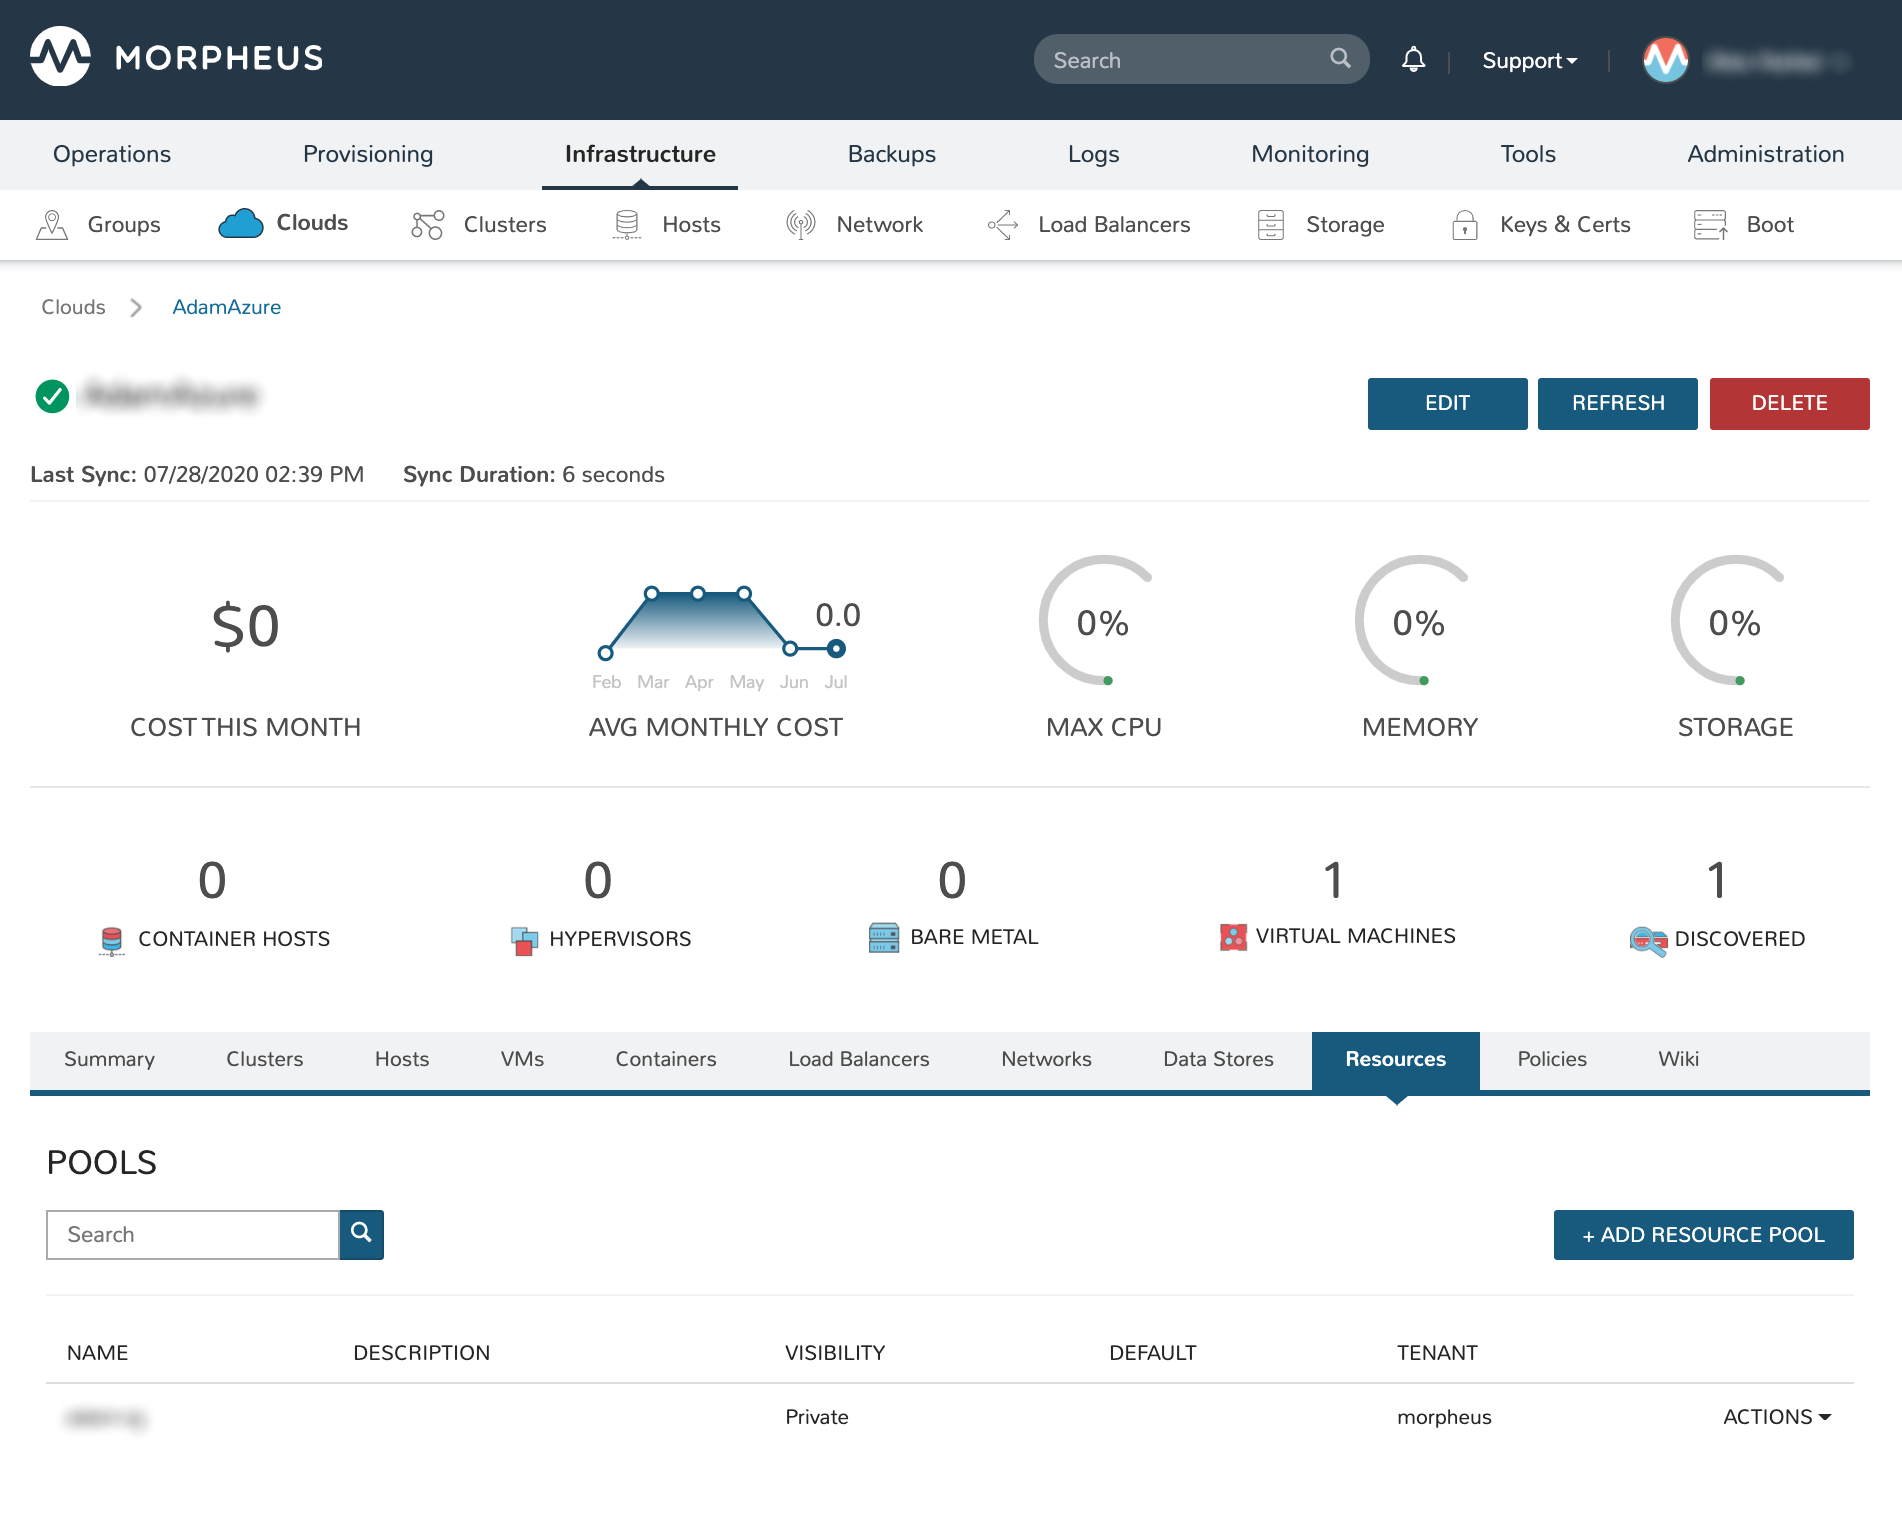 MORPHEUS
Search
Support
Operations Provisioning Infrastructure Backups Logs Monitoring Tools Administration
Groups Clouds Clusters Hosts Network Load Balancers Storage Keys & Certs Boot
Clouds AdamAzure
EDIT REFRESH DELETE
Last Sync: 07/28/2020 02:39 PM Sync Duration: 6 seconds
$0 0.0 0% 0% 0%
Feb Mar Apr May Jun Jul
COST THIS MONTH AVG MONTHLY COST MAX CPU MEMORY STORAGE
0 0 0 1 1
CONTAINER HOSTS HYPERVISORS BARE METAL VIRTUAL MACHINES DISCOVERED
Summary Clusters Hosts VMs Containers Load Balancers Networks Data Stores Resources Policies Wiki
POOLS
Search + ADD RESOURCE POOL
NAME DESCRIPTION VISIBILITY DEFAULT TENANT
Private morpheus ACTIONS